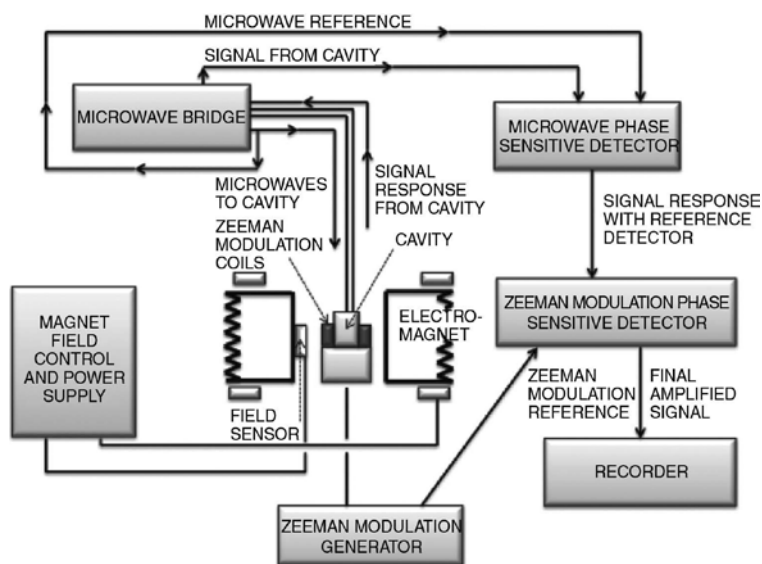 MICROWAVE REFERENCE
SIGNAL FROM CAVITY
MICROWAVE BRIDGE
MICROWAVE PHASE
SENSITIVE DETECTOR
MICROWAVES
TO CAVITY
SIGNAL
RESPONSE
FROM CAVITY
SIGNAL RESPONSE
WITH REFERENCE
DETECTOR
ZEEMAN
MODULATION
COILS
CAVITY
MAGNET
FIELD
CONTROL
AND POWER
SUPPLY
ELECTRO-
MAGNET
ZEEMAN MODULATION PHASE
SENSITIVE DETECTOR
FIELD
SENSOR
ZEEMAN
MODULATION
REFERENCE
FINAL
AMPLIFIED
SIGNAL
RECORDER
ZEEMAN MODULATION
GENERATOR